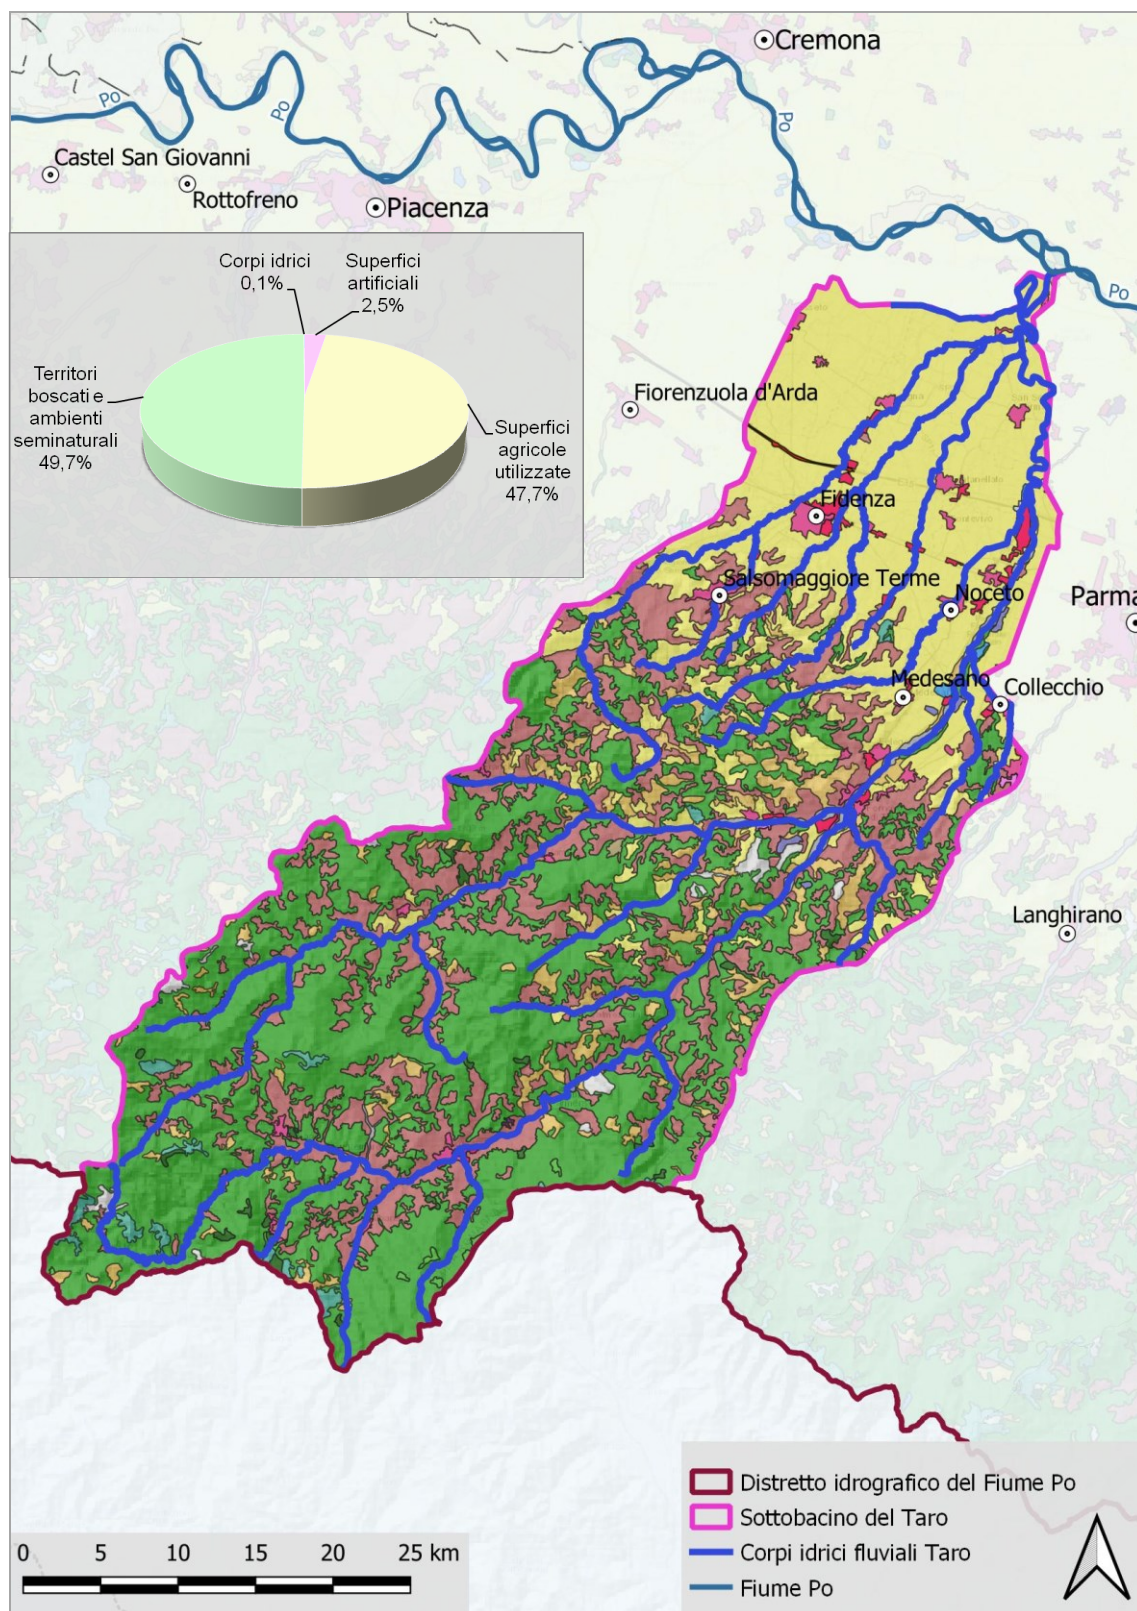 Cremona
Po
Po
Po
Castel San Giovanni
Rottofreno
Piacenza
Po
Corpi idrici
0,1%
Superfici
artificiali
2,5%
Territori
boscati e
ambienti
seminaturali
49,7%
Superfici
agricole
utilizzate
47,7%
Fiorenzuola d'Arda
Fidenza
Salsomaggiore Terme
Noceto
Parma
Medesano
Collecchio
Langhirano
Distretto idrografico del Fiume Po
Sottobacino del Taro
Corpi idrici fluviali Taro
Fiume Po
0 5 10 15 20 25 km